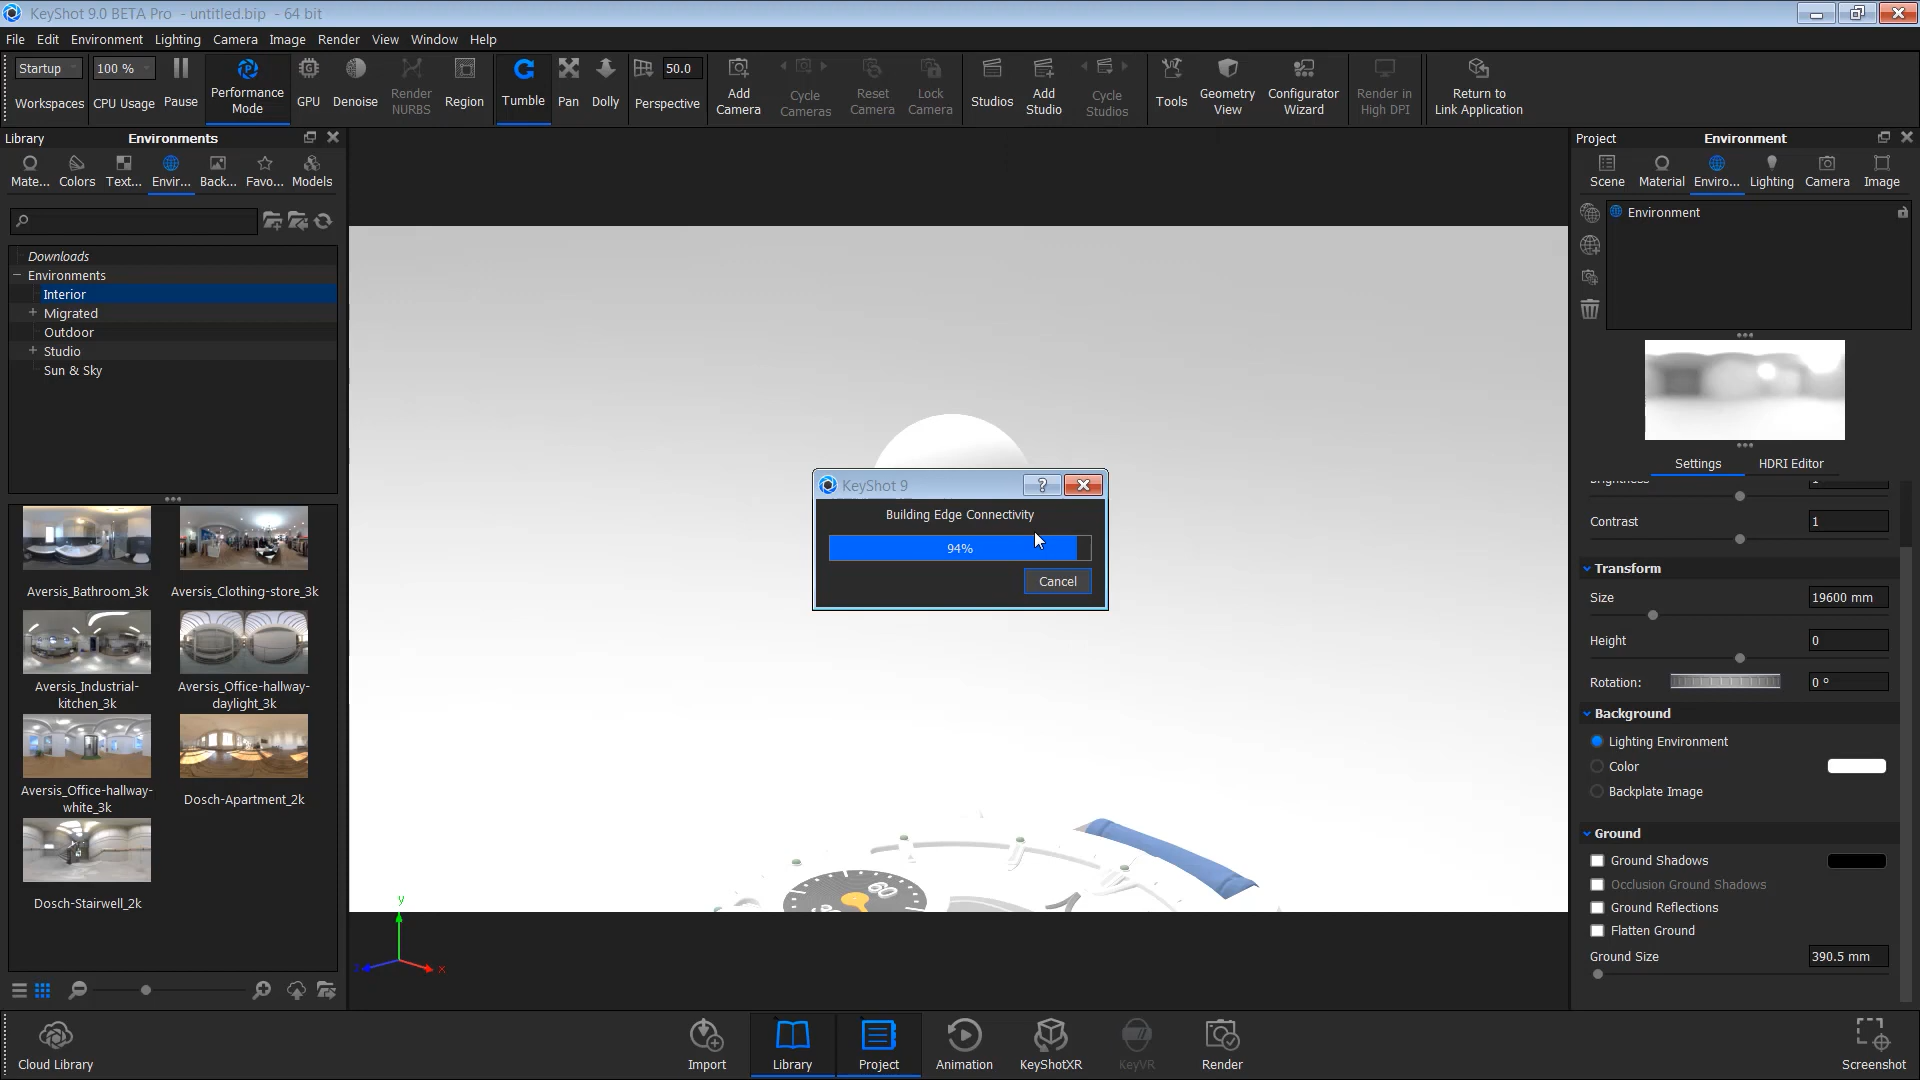 KeyShot 9.0 BETA Pro - untitled.bip - 64 bit
File Edit Environment Lighting Camera Image Render View Window Help
Startup
Workspaces
100 %
CPU Usage
Pause
Performance
Mode
GPU
Denoise
Render
NURBS
Region
Tumble
Pan
Dolly
50.0
Perspective
Add
Camera
Cycle
Cameras
Reset
Camera
Lock
Camera
Studios
Add
Studio
Cycle
Studios
Tools
Geometry
View
Configurator
Wizard
Render in
High DPI
Return to
Link Application
Library
Environments
Mate... Colors Text... Envir... Back... Favo... Models
Downloads
Environments
Interior
Migrated
Outdoor
Studio
Sun & Sky
Aversis_Bathroom_3k
Aversis_Clothing-store_3k
Aversis_Industrial-
kitchen_3k
Aversis_Office-hallway-
daylight_3k
Aversis_Office-hallway-
white_3k
Dosch-Apartment_2k
Dosch-Stairwell_2k
KeyShot 9
Building Edge Connectivity
94%
Cancel
60
y
x
Project
Environment
Scene Material Enviro... Lighting Camera Image
Environment
Settings HDRI Editor
Brightness 1
Contrast 1
Transform
Size 19600 mm
Height 0
Rotation: 0 °
Background
Lighting Environment
Color
Backplate Image
Ground
Ground Shadows
Occlusion Ground Shadows
Ground Reflections
Flatten Ground
Ground Size 390.5 mm
Cloud Library
Import
Library
Project
Animation
KeyShotXR
KeyVR
Render
Screenshot